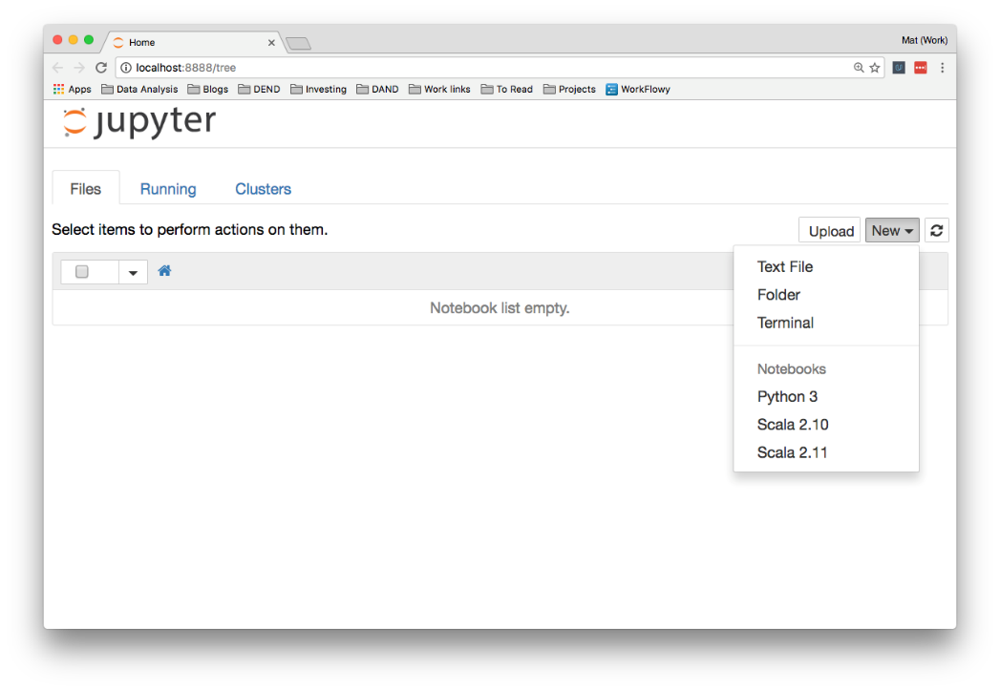 Home
Mat (Work)
localhost:8888/tree
Apps Data Analysis Blogs DEND Investing DAND Work links To Read Projects WorkFlowy
jupyter
Files Running Clusters
Select items to perform actions on them.
Upload New
Text File
Folder
Terminal
Notebook list empty.
Notebooks
Python 3
Scala 2.10
Scala 2.11